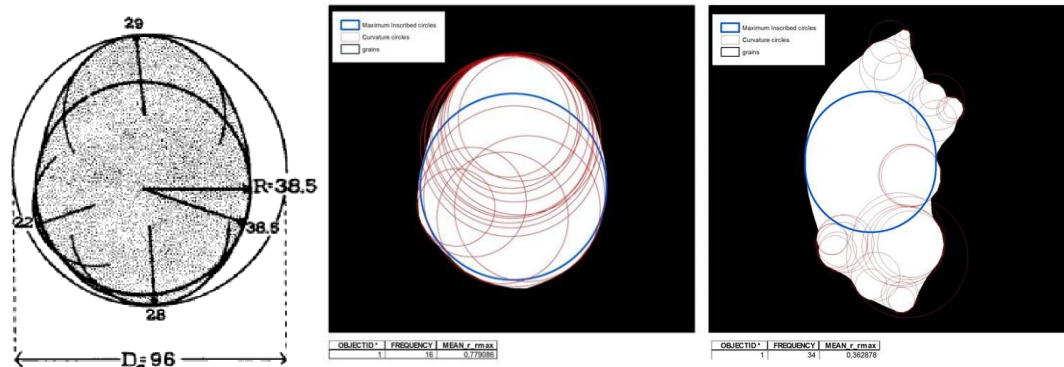 29
R=38.5
22
38.5
28
D=96
Maximum Inscribed circles
Curvature circles
grains
OBJECTID * FREQUENCY MEAN_r_rmax
1 16 0,779086
Maximum Inscribed circles
Curvature circles
grains
OBJECTID * FREQUENCY MEAN_r_rmax
1 34 0,362878